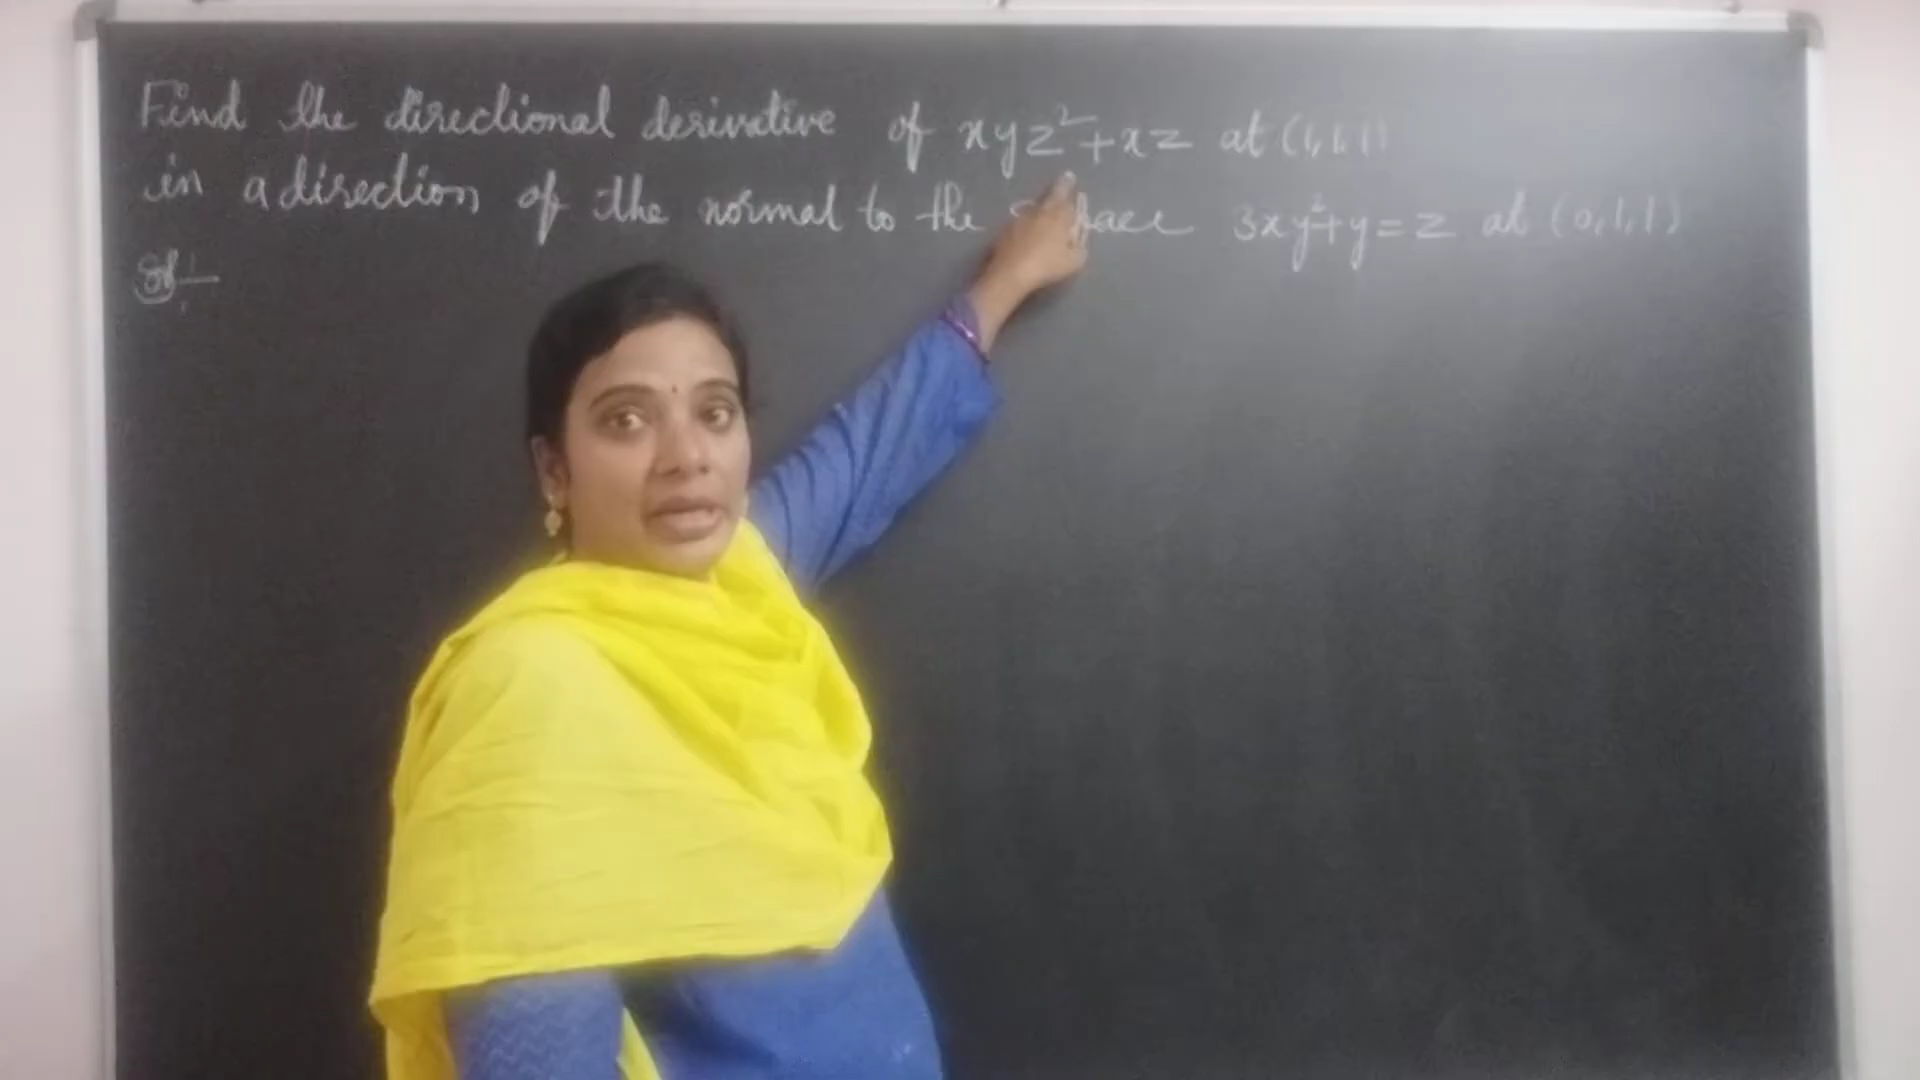 Find the directional derivative of xyz²+xz at (1,1,1)
in a direction of the normal to the surface 3xy²+y=z at (0,1,1)
Sol